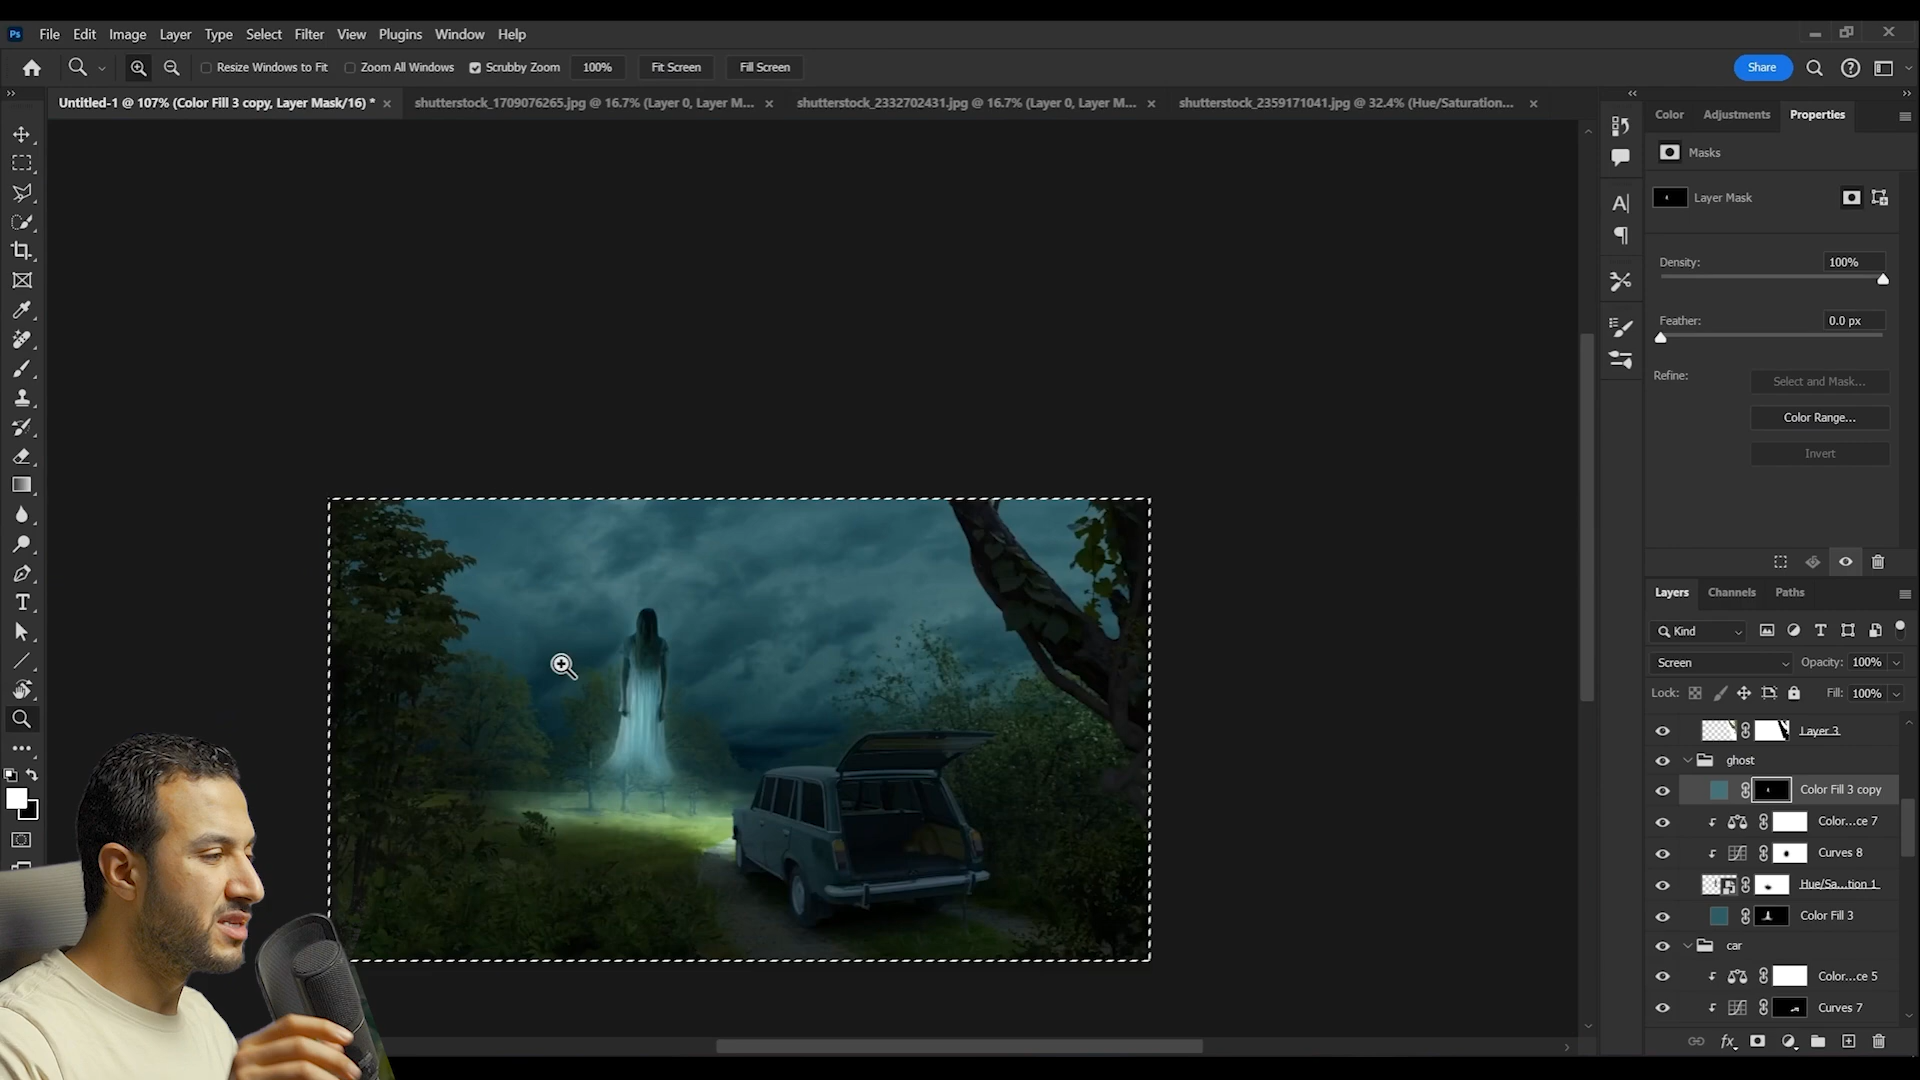 Ps File Edit Image Layer Type Select Filter View Plugins Window Help
Resize Windows to Fit Zoom All Windows Scrubby Zoom 100% Fit Screen Fill Screen Share
Untitled-1 @ 107% (Color Fill 3 copy, Layer Mask/16) * shutterstock_1709076265.jpg @ 16.7% (Layer 0, Layer M... shutterstock_2332702431.jpg @ 16.7% (Layer 0, Layer M... shutterstock_2359171041.jpg @ 32.4% (Hue/Saturation...
Color Adjustments Properties
Masks
Layer Mask
Density: 100%
Feather: 0.0 px
Refine: Select and Mask...
Color Range...
Invert
Layers Channels Paths
Kind
Screen Opacity: 100%
Lock: Fill: 100%
Layer 3
ghost
Color Fill 3 copy
Color...ce 7
Curves 8
Hue/Sa...tion 1
Color Fill 3
car
Color...ce 5
Curves 7